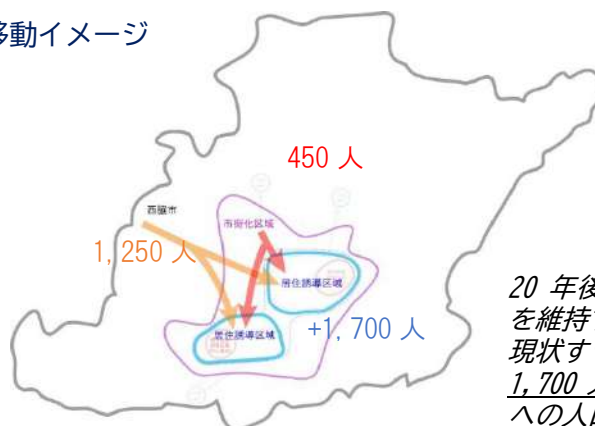 移動イメージ
450 人
西脇市
市街化区域
1,250 人
居住誘導区域
居住誘導区域
+1,700 人
20 年後
を維持
現状す
1,700 人
への人